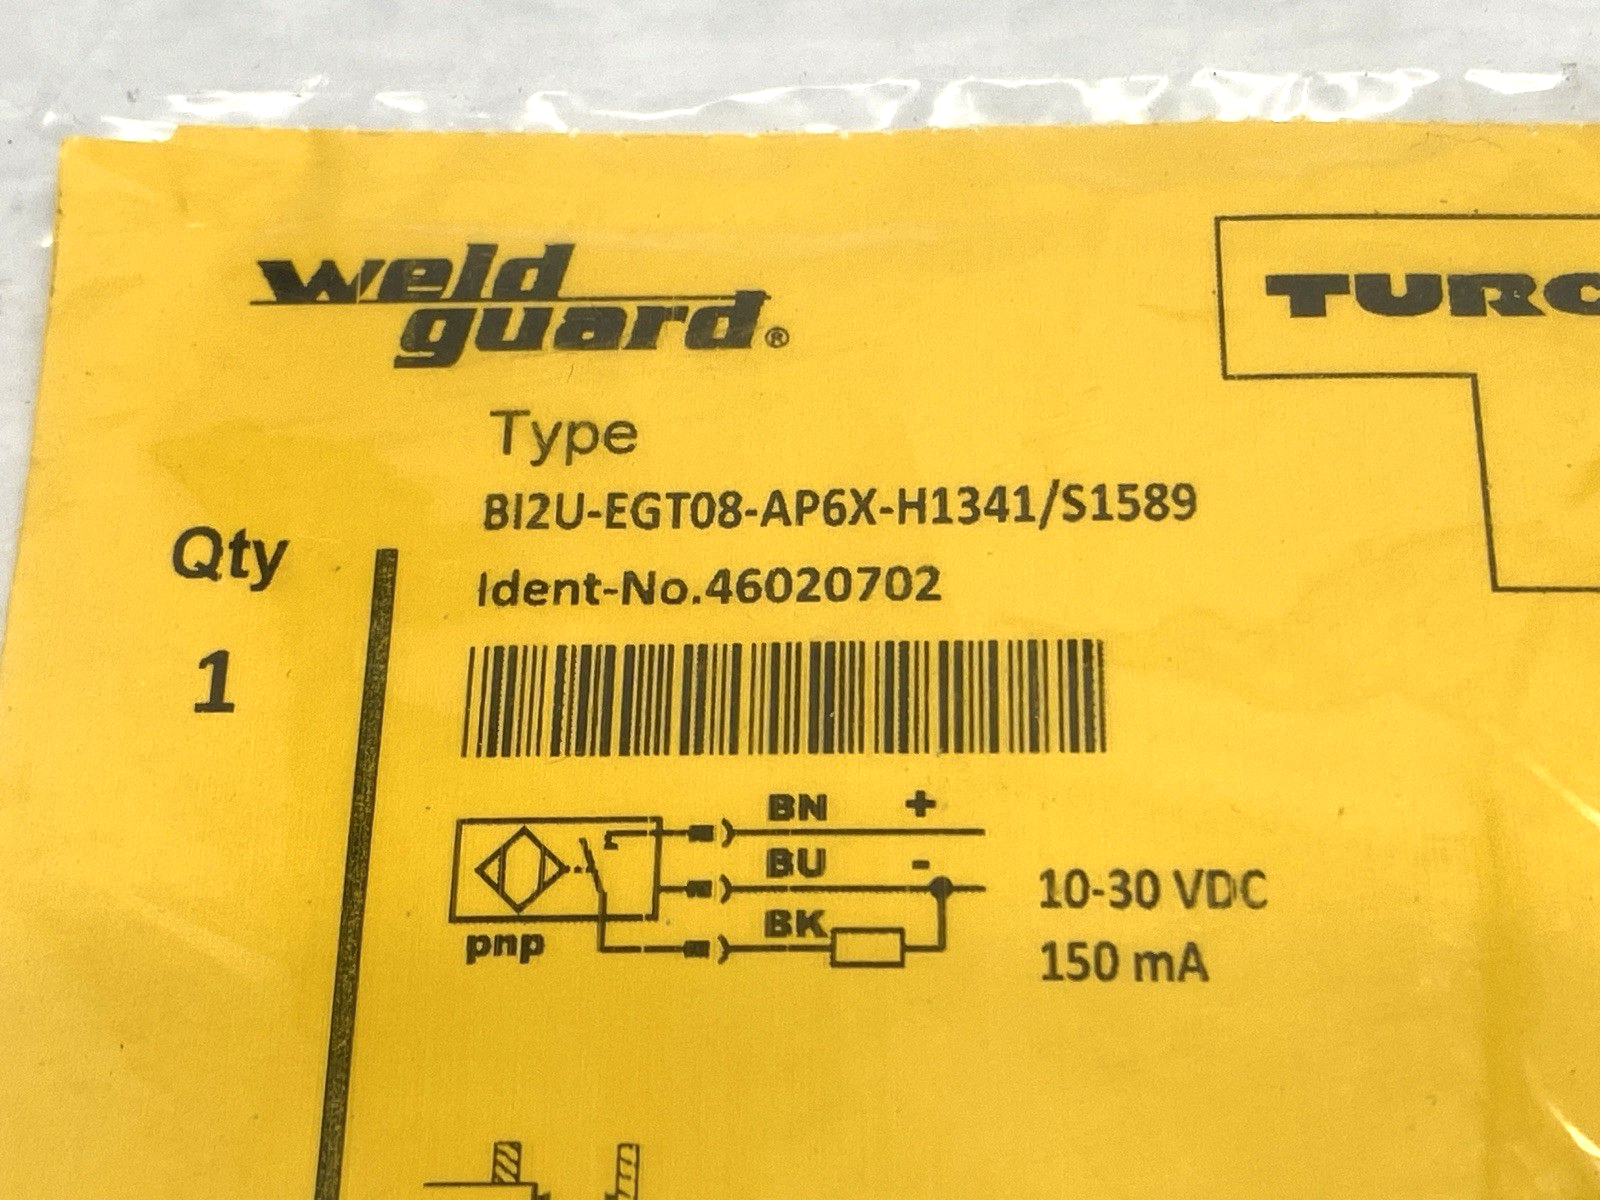 weld
guard®
TURC
Type
BI2U-EGT08-AP6X-H1341/S1589
Qty
Ident-No.46020702
1
BN +
BU -
10-30 VDC
BK
pnp
150 mA